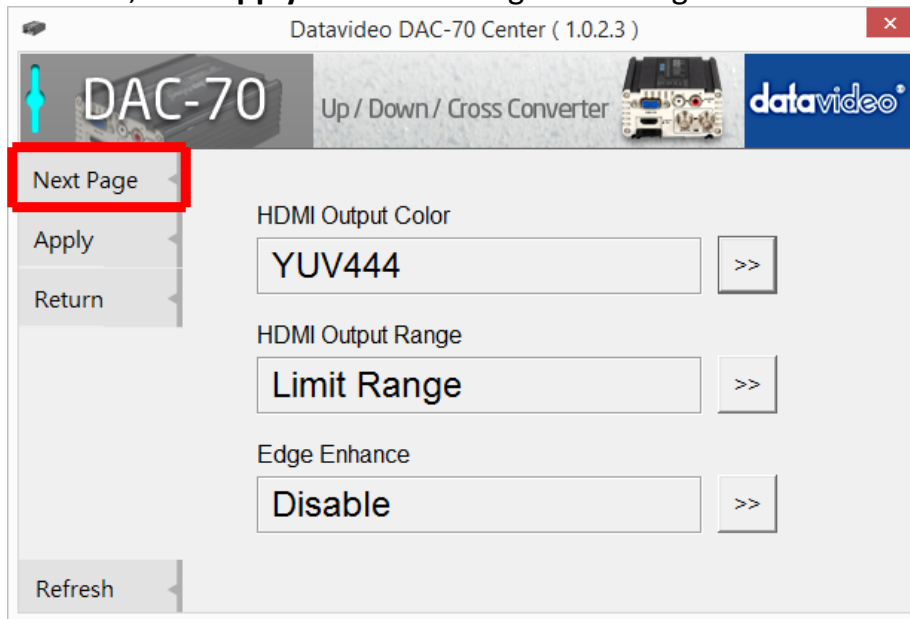 Datavideo DAC-70 Center ( 1.0.2.3 )
DAC-70
Up / Down / Cross Converter
datavideo
Next Page
Apply
Return
HDMI Output Color
YUV444
>>
HDMI Output Range
Limit Range
>>
Edge Enhance
Disable
>>
Refresh